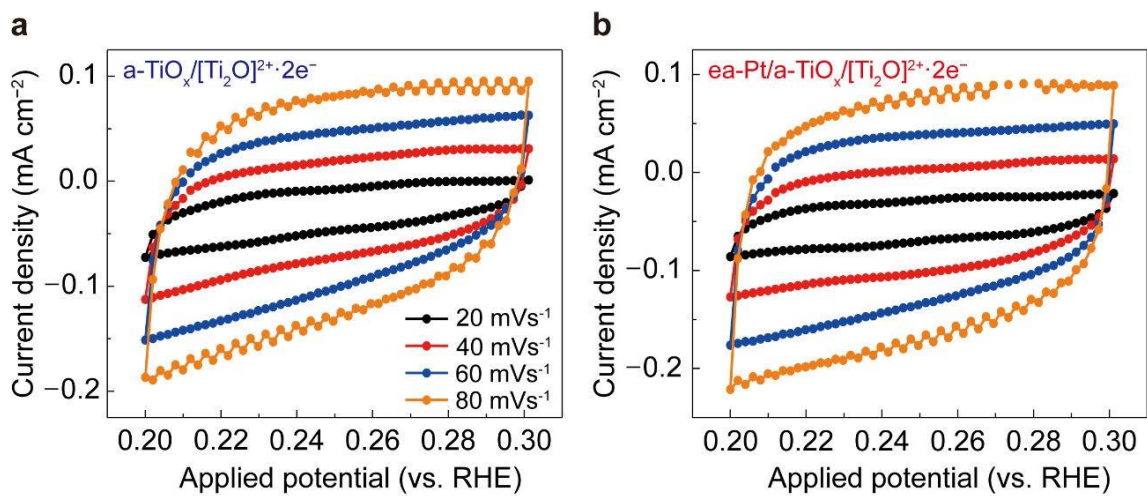 a
b
a-TiOₓ/[Ti₂O]²⁺·2e⁻
ea-Pt/a-TiOₓ/[Ti₂O]²⁺·2e⁻
Current density (mA cm⁻²)
0.1
0.0
−0.1
−0.2
20 mVs⁻¹
40 mVs⁻¹
60 mVs⁻¹
80 mVs⁻¹
0.20 0.22 0.24 0.26 0.28 0.30
Applied potential (vs. RHE)
Current density (mA cm⁻²)
0.1
0.0
−0.1
−0.2
0.20 0.22 0.24 0.26 0.28 0.30
Applied potential (vs. RHE)